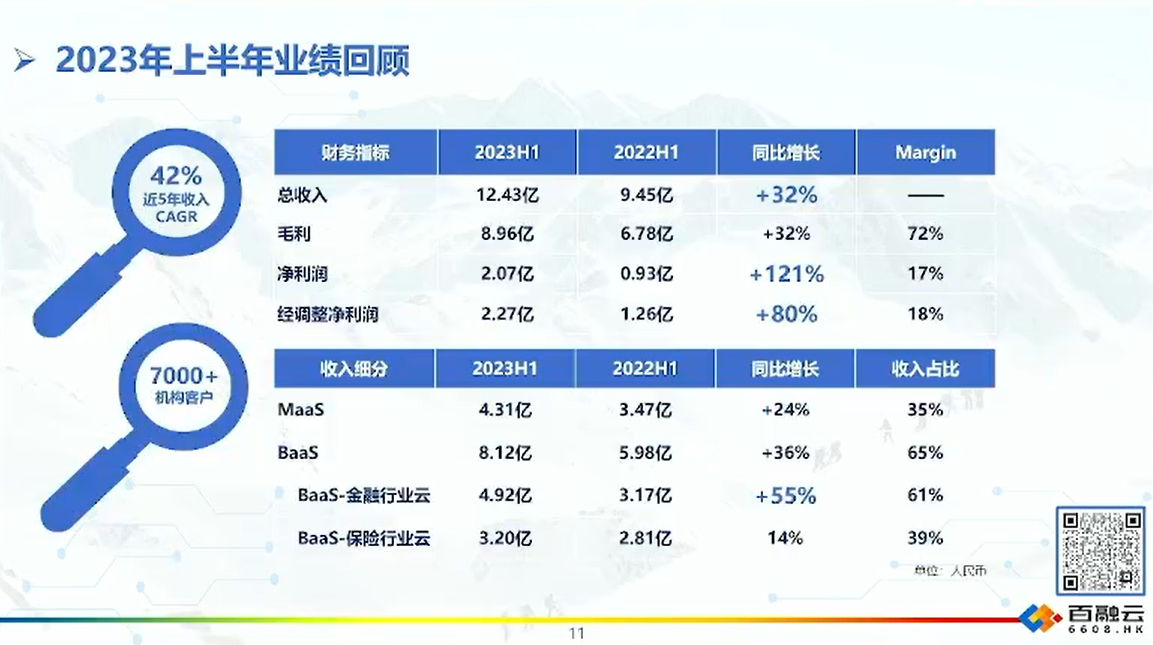 2023年上半年业绩回顾
42%
近5年收入
CAGR
7000+
机构客户
财务指标 2023H1 2022H1 同比增长 Margin
总收入 12.43亿 9.45亿 +32% ——
毛利 8.96亿 6.78亿 +32% 72%
净利润 2.07亿 0.93亿 +121% 17%
经调整净利润 2.27亿 1.26亿 +80% 18%
收入细分 2023H1 2022H1 同比增长 收入占比
MaaS 4.31亿 3.47亿 +24% 35%
BaaS 8.12亿 5.98亿 +36% 65%
BaaS-金融行业云 4.92亿 3.17亿 +55% 61%
BaaS-保险行业云 3.20亿 2.81亿 14% 39%
单位：人民币
百融云
6608.HK
11